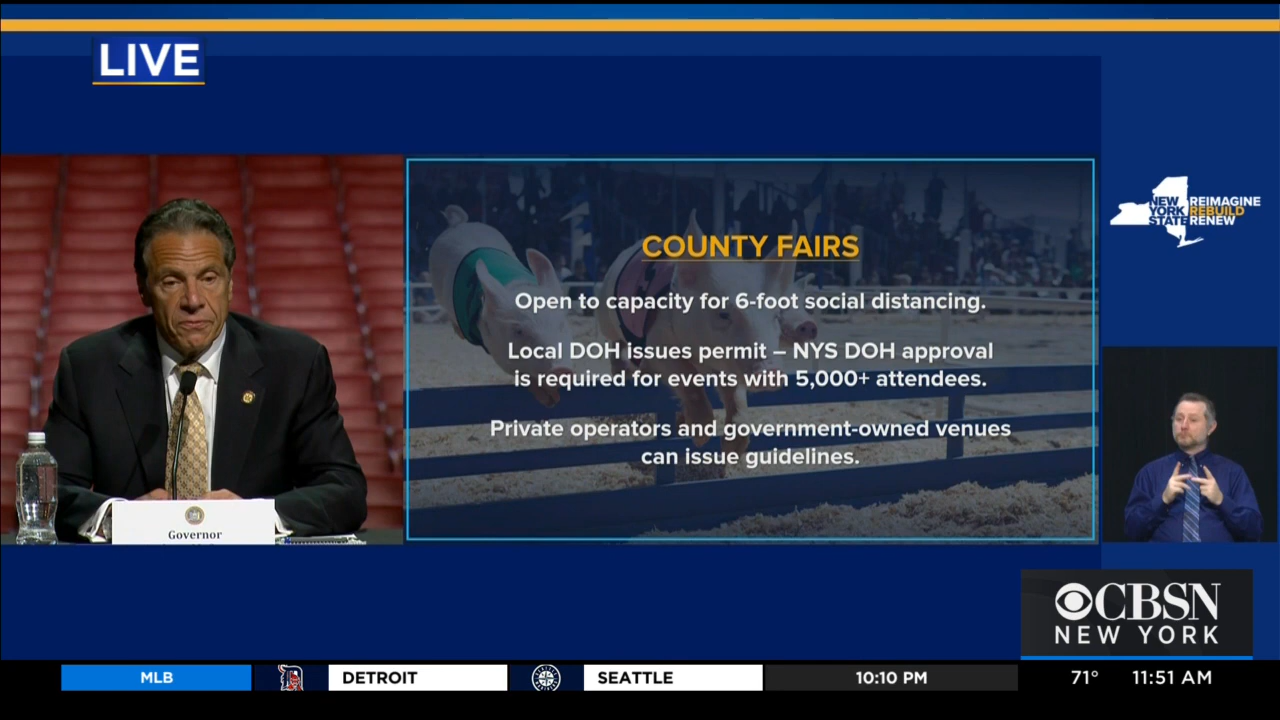 LIVE
NEW YORK STATE
REIMAGINE
REBUILD
RENEW
COUNTY FAIRS
Open to capacity for 6-foot social distancing.
Local DOH issues permit – NYS DOH approval
is required for events with 5,000+ attendees.
Private operators and government-owned venues
can issue guidelines.
Governor
CBSN
NEW YORK
MLB
DETROIT
SEATTLE
10:10 PM
71°
11:51 AM